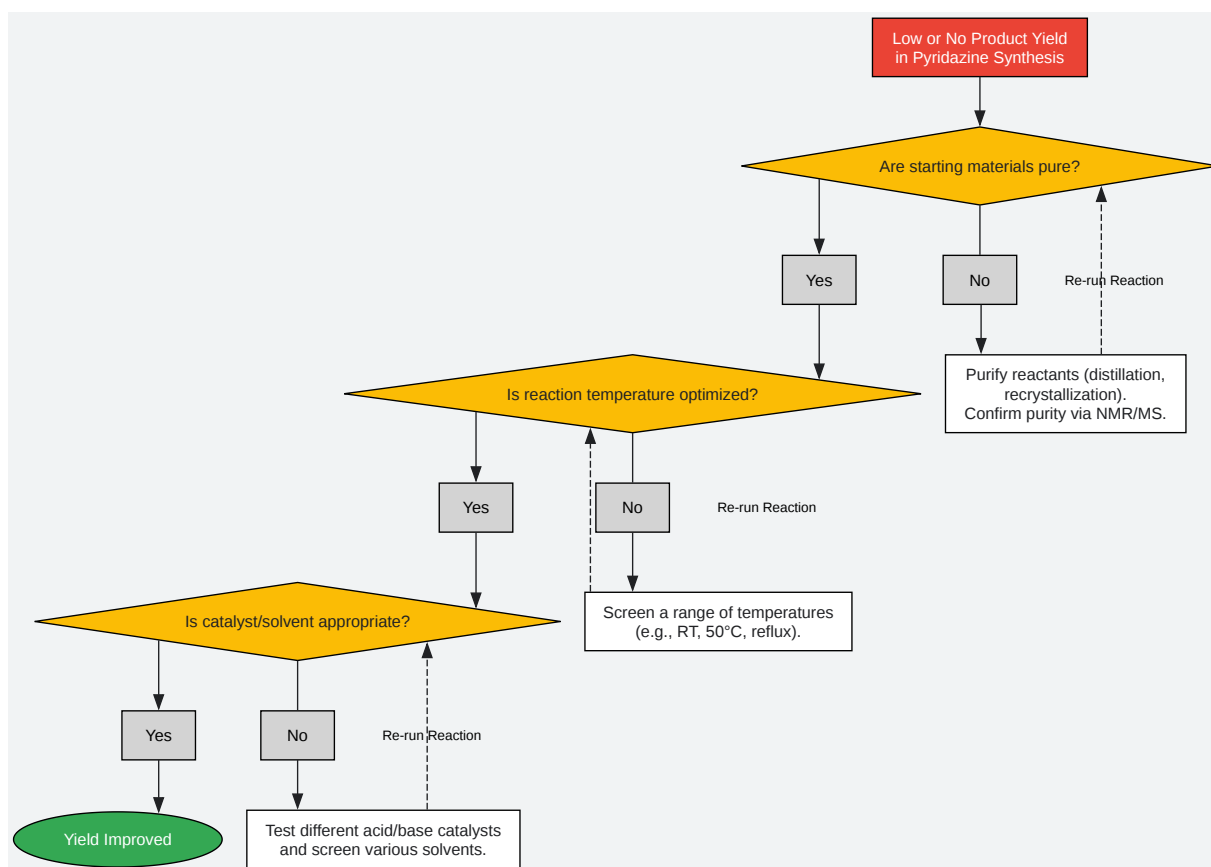 Low or No Product Yield
in Pyridazine Synthesis
Are starting materials pure?
Yes
No
Re-run Reaction
Purify reactants (distillation,
recrystallization).
Confirm purity via NMR/MS.
Is reaction temperature optimized?
Yes
No
Re-run Reaction
Screen a range of temperatures
(e.g., RT, 50°C, reflux).
Is catalyst/solvent appropriate?
Yes
No
Re-run Reaction
Yield Improved
Test different acid/base catalysts
and screen various solvents.